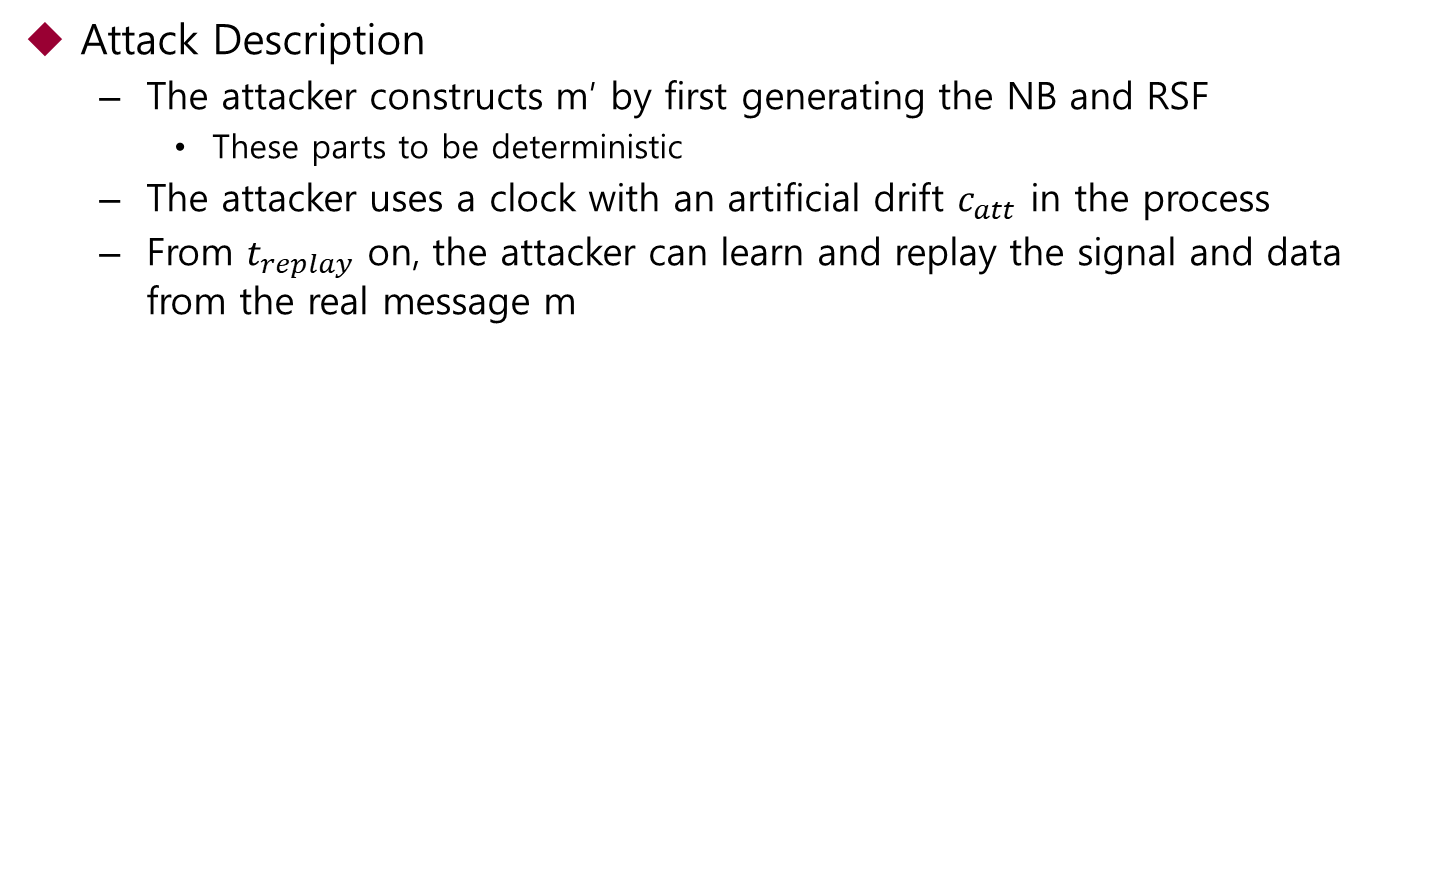 ◆ Attack Description
– The attacker constructs m′ by first generating the NB and RSF
• These parts to be deterministic
– The attacker uses a clock with an artificial drift c_att in the process
– From t_replay on, the attacker can learn and replay the signal and data
from the real message m